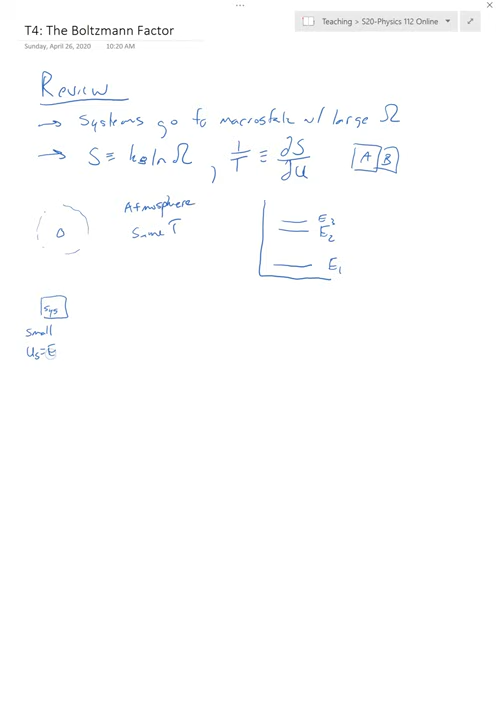 T4: The Boltzmann Factor
Teaching > S20-Physics 112 Online
Sunday, April 26, 2020 10:20 AM
Review
→ Systems go to macrostate w/ large Ω
→ S ≡ k_B ln Ω , 1/T ≡ ∂S/∂U A B
Atmosphere
Same T
E₃
E₂
E₁
sys
small
U_s = E